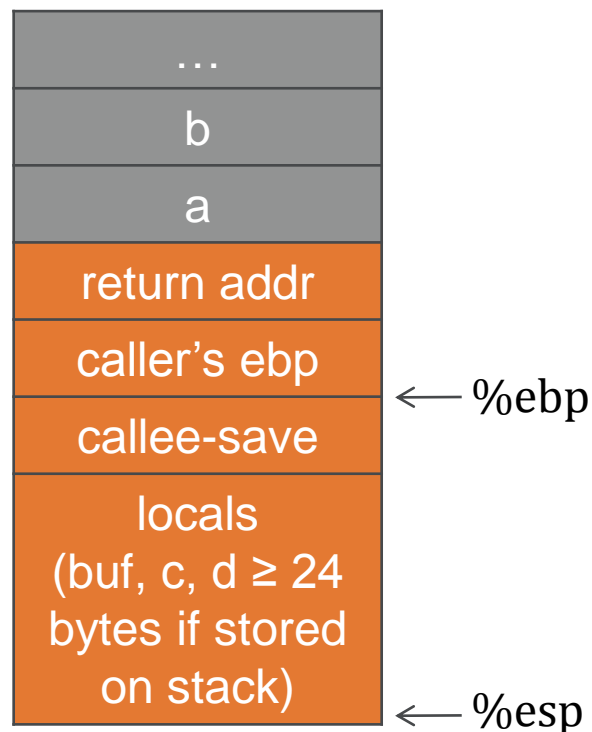 …
b
a
return addr
caller’s ebp
%ebp
callee-save
locals
(buf, c, d ≥ 24
bytes if stored
on stack)
%esp